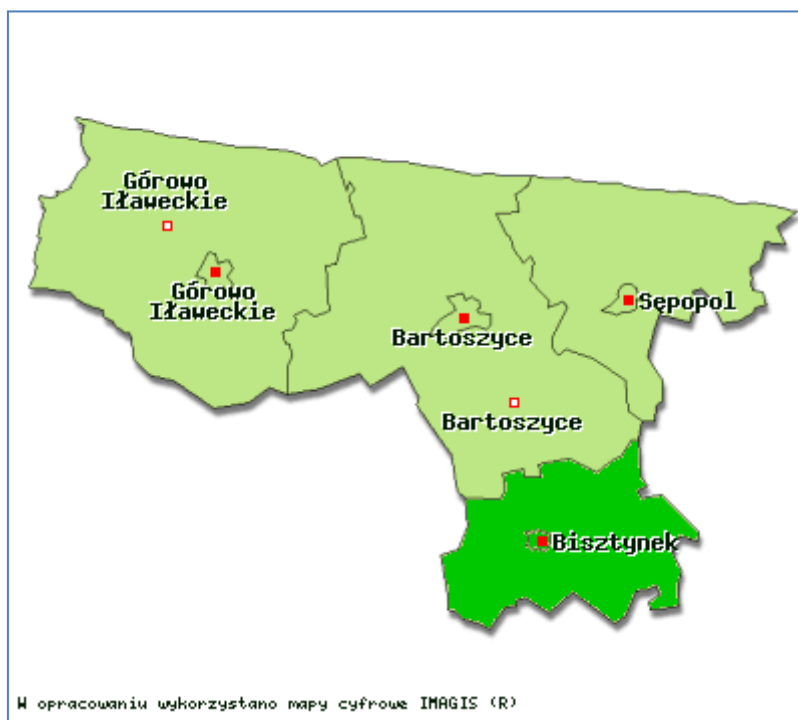 Górowo
Iławeckie
Górowo
Iławeckie
Sępopol
Bartoszyce
Bartoszyce
Bisztynek
W opracowaniu wykorzystano mapy cyfrowe IMAGIS (R)